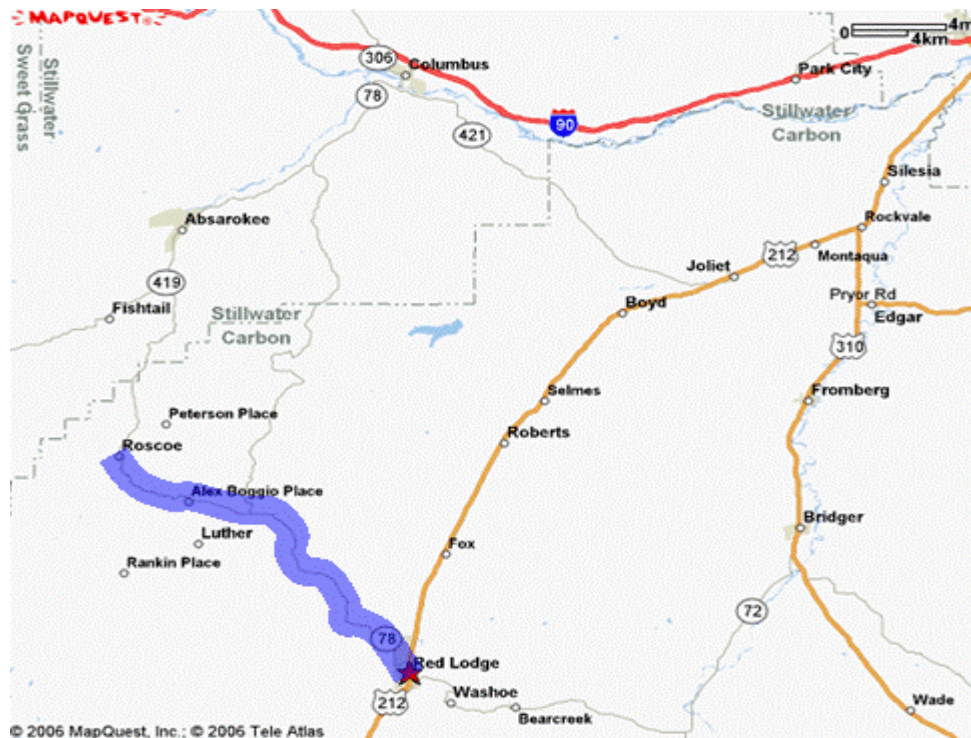 MAPQUEST
0 4m
4km
306
Columbus
Park City
Sweet Grass
Stillwater
78
421
90
Stillwater
Carbon
Silesia
Absarokee
Rockvale
212
Montaqua
Joliet
419
Pryor Rd
Fishtail
Boyd
Edgar
Stillwater
Carbon
310
Selmes
Fromberg
Peterson Place
Roberts
Roscoe
Alex Boggio Place
Bridger
Luther
Fox
Rankin Place
72
78
Red Lodge
212
Washoe
Wade
Bearcreek
© 2006 MapQuest, Inc.; © 2006 Tele Atlas